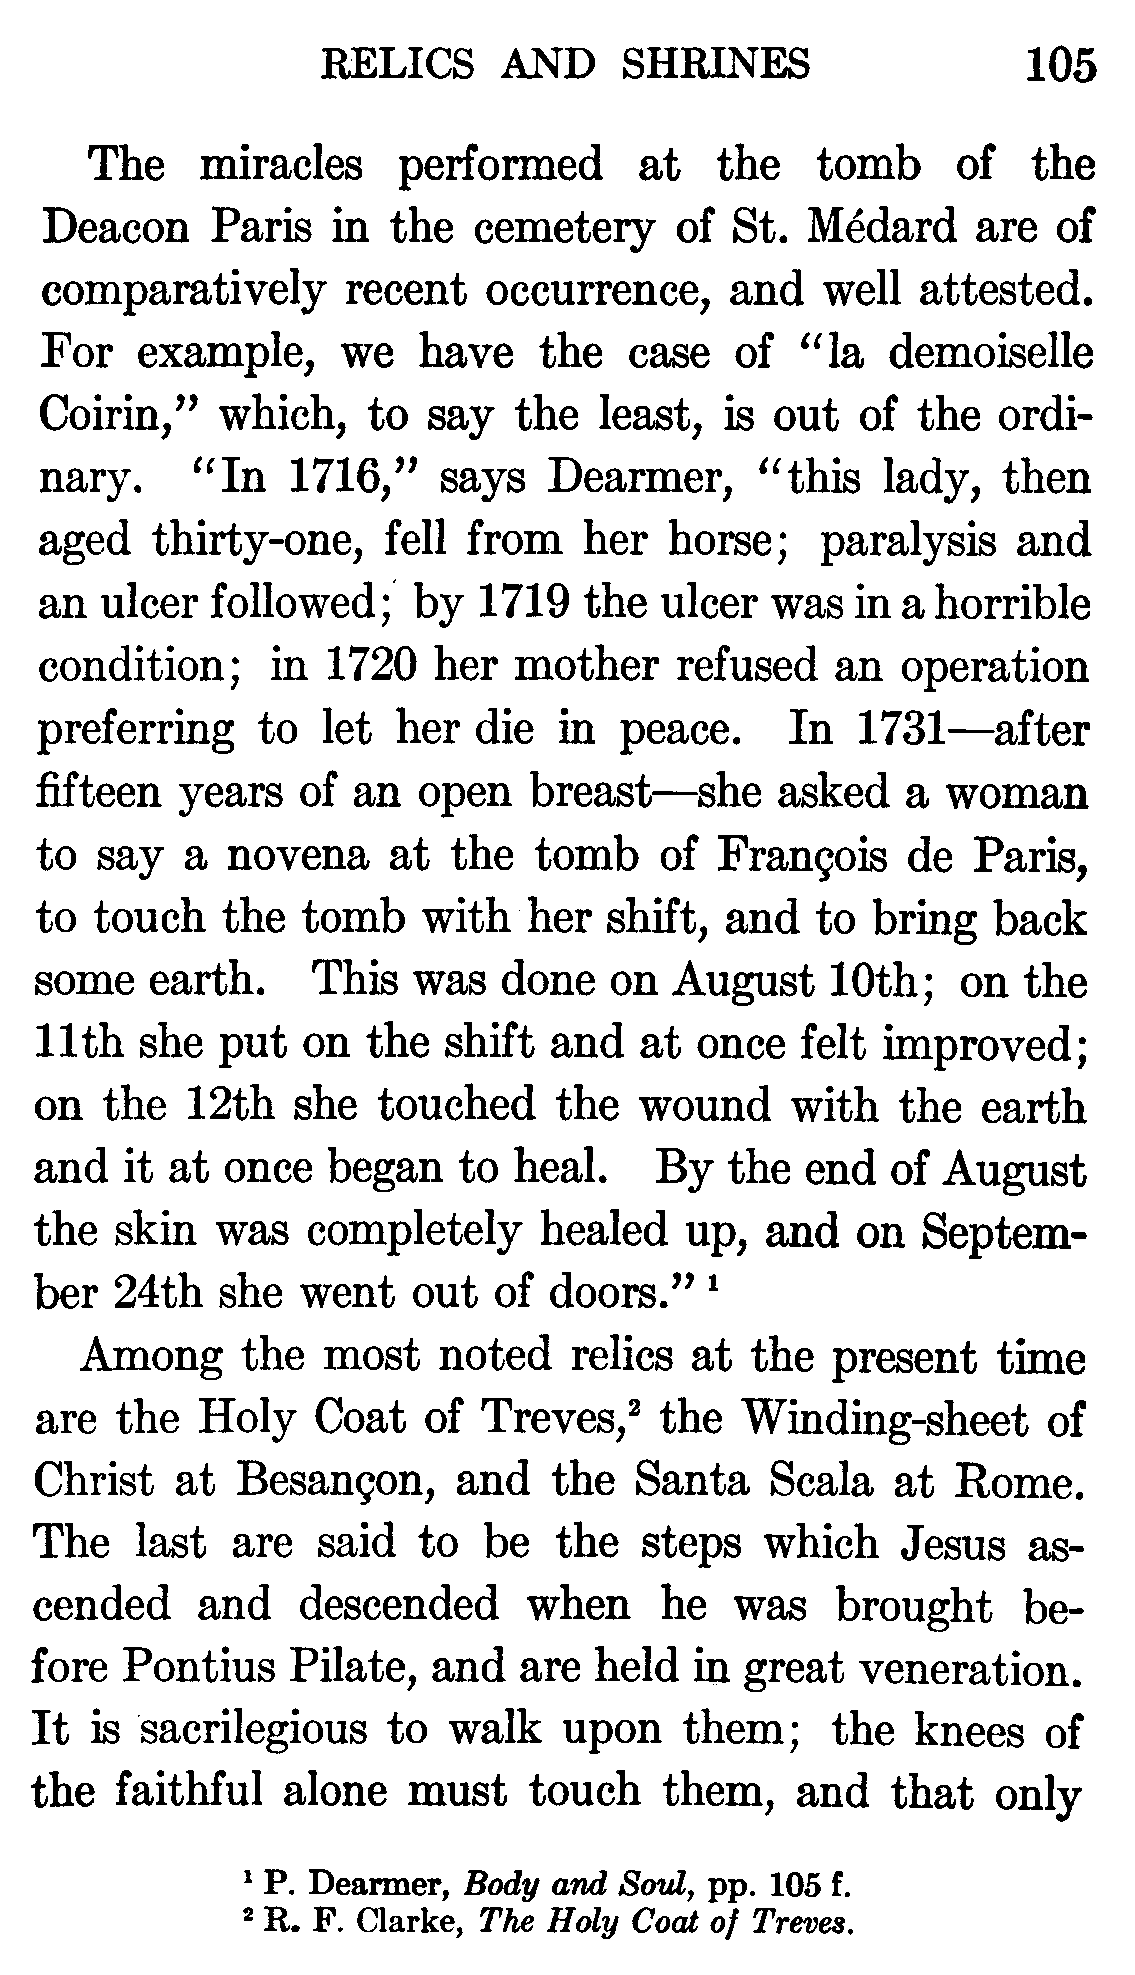 RELICS AND SHRINES 105
The miracles performed at the tomb of the
Deacon Paris in the cemetery of St. Médard are of
comparatively recent occurrence, and well attested.
For example, we have the case of “la demoiselle
Coirin,” which, to say the least, is out of the ordi-
nary. “In 1716,” says Dearmer, “this lady, then
aged thirty-one, fell from her horse; paralysis and
an ulcer followed; by 1719 the ulcer was in a horrible
condition; in 1720 her mother refused an operation
preferring to let her die in peace. In 1731—after
fifteen years of an open breast—she asked a woman
to say a novena at the tomb of François de Paris,
to touch the tomb with her shift, and to bring back
some earth. This was done on August 10th; on the
11th she put on the shift and at once felt improved;
on the 12th she touched the wound with the earth
and it at once began to heal. By the end of August
the skin was completely healed up, and on Septem-
ber 24th she went out of doors.” ¹
Among the most noted relics at the present time
are the Holy Coat of Treves,² the Winding-sheet of
Christ at Besançon, and the Santa Scala at Rome.
The last are said to be the steps which Jesus as-
cended and descended when he was brought be-
fore Pontius Pilate, and are held in great veneration.
It is sacrilegious to walk upon them; the knees of
the faithful alone must touch them, and that only
¹ P. Dearmer, Body and Soul, pp. 105 f.
² R. F. Clarke, The Holy Coat of Treves.